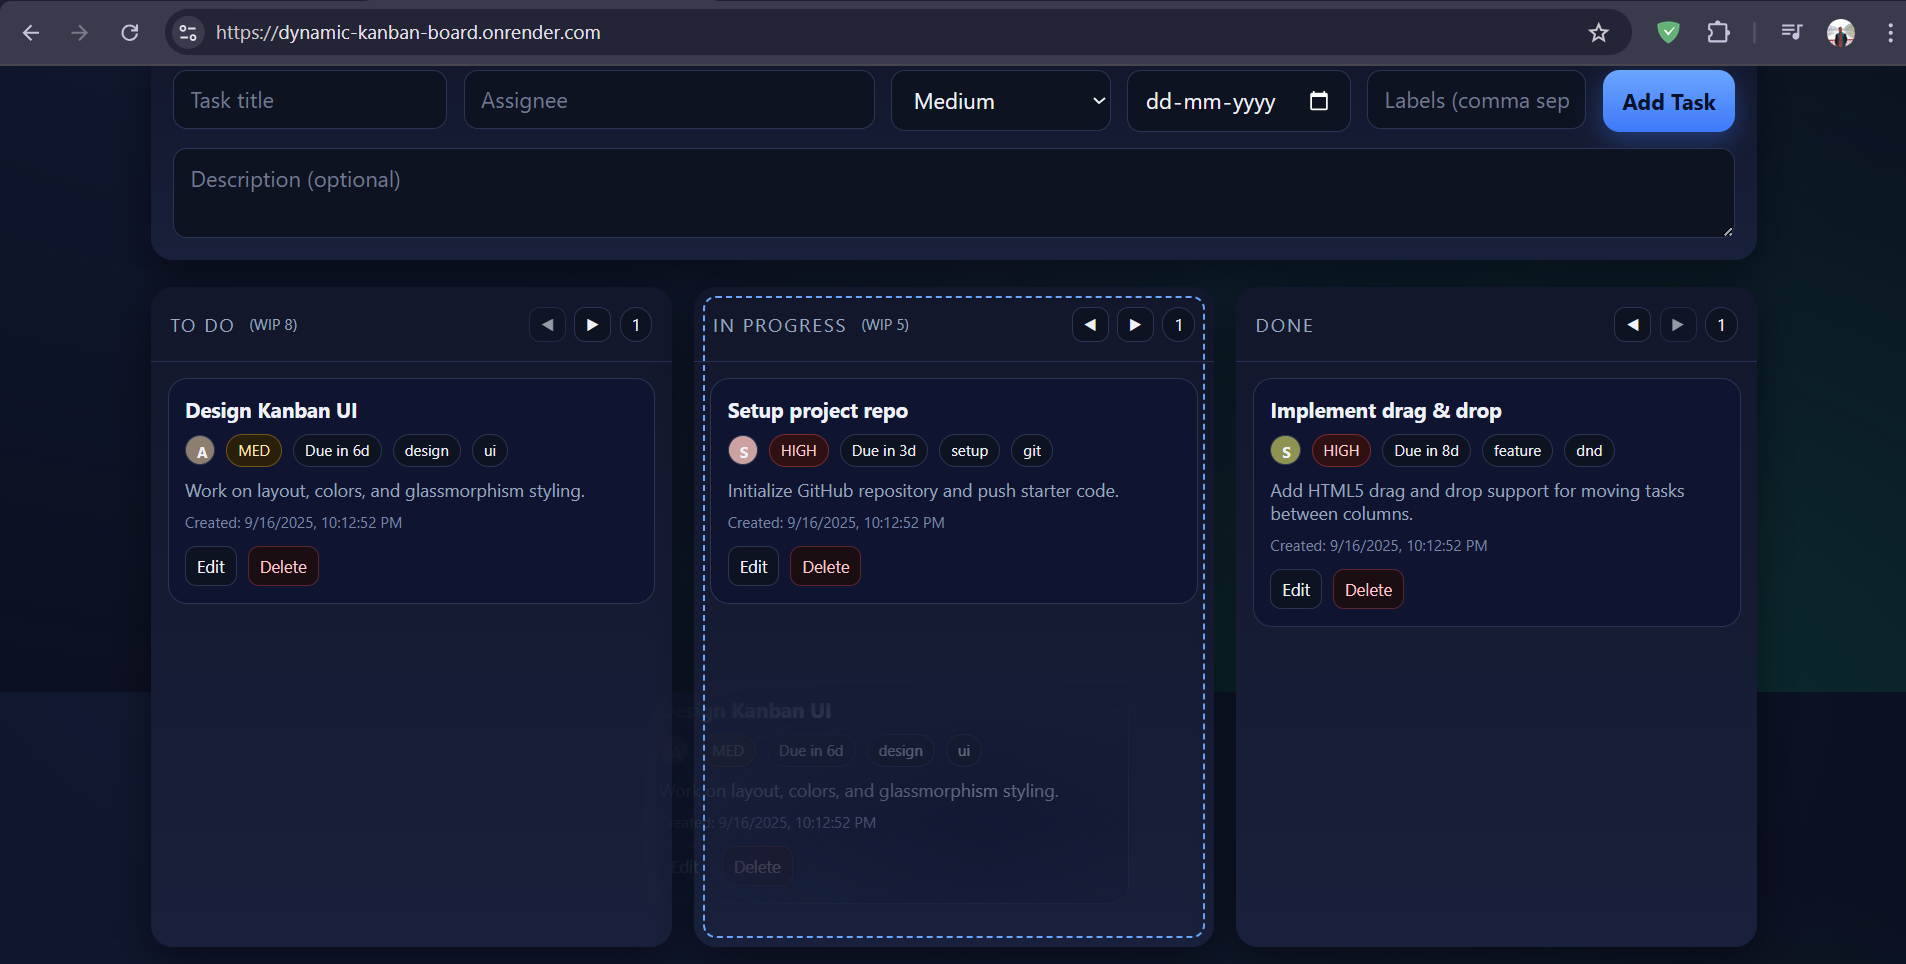 https://dynamic-kanban-board.onrender.com
Task title
Assignee
Medium
dd-mm-yyyy
Labels (comma sep
Add Task
Description (optional)
TO DO (WIP 8)
◀ ▶ 1
Design Kanban UI
A MED Due in 6d design ui
Work on layout, colors, and glassmorphism styling.
Created: 9/16/2025, 10:12:52 PM
Edit Delete
IN PROGRESS (WIP 5)
◀ ▶ 1
Setup project repo
S HIGH Due in 3d setup git
Initialize GitHub repository and push starter code.
Created: 9/16/2025, 10:12:52 PM
Edit Delete
Design Kanban UI
MED Due in 6d design ui
Work on layout, colors, and glassmorphism styling.
Created: 9/16/2025, 10:12:52 PM
Edit Delete
DONE
◀ ▶ 1
Implement drag & drop
S HIGH Due in 8d feature dnd
Add HTML5 drag and drop support for moving tasks
between columns.
Created: 9/16/2025, 10:12:52 PM
Edit Delete